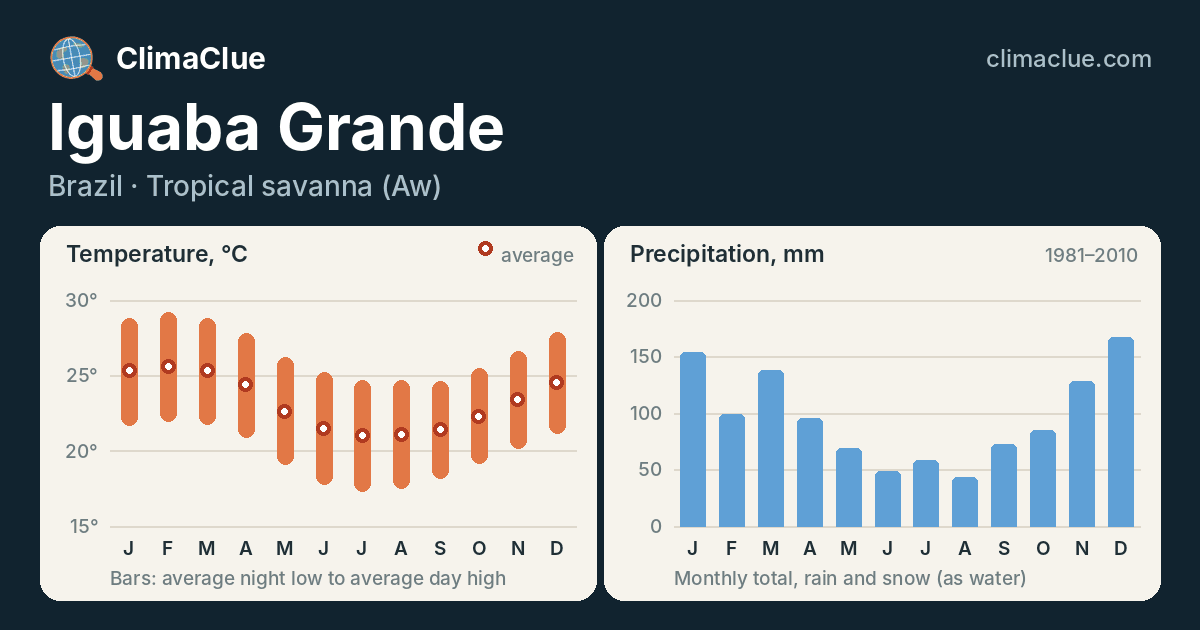 ClimaClue
climaclue.com
Iguaba Grande
Brazil · Tropical savanna (Aw)
Temperature, °C
average
30°
25°
20°
15°
J F M A M J J A S O N D
Bars: average night low to average day high
Precipitation, mm
1981–2010
200
150
100
50
0
J F M A M J J A S O N D
Monthly total, rain and snow (as water)